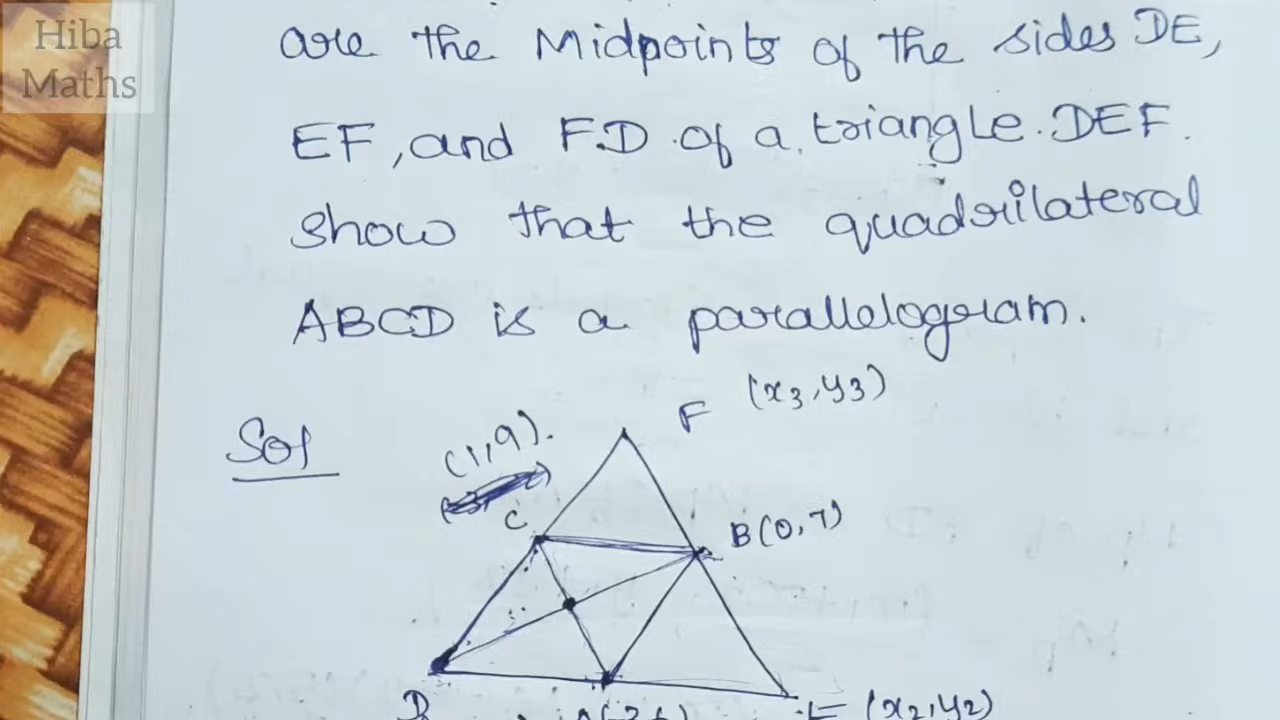 Hiba
Maths
are the Midpoints of the sides DE,
EF, and F.D of a triangle DEF.
show that the quadrilateral
ABCD is a parallelogram.
Sol
F (x3, y3)
(1,9).
C
B(0,7)
D
E (x2, y2)